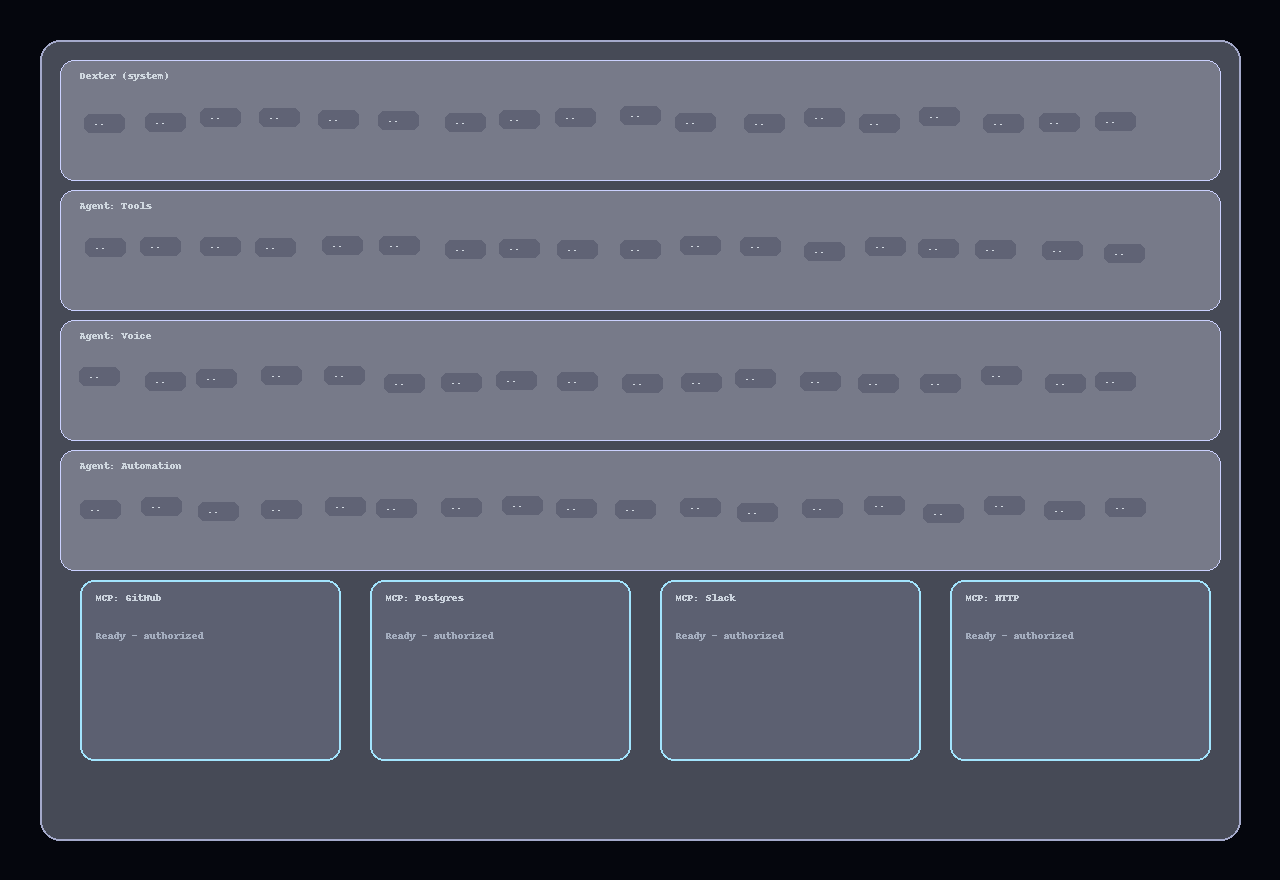 Dexter (system)
-- -- -- -- -- -- -- -- -- -- -- -- -- -- -- -- -- --
Agent: Tools
-- -- -- -- -- -- -- -- -- -- -- -- -- -- -- -- -- --
Agent: Voice
-- -- -- -- -- -- -- -- -- -- -- -- -- -- -- -- -- --
Agent: Automation
-- -- -- -- -- -- -- -- -- -- -- -- -- -- -- -- -- --
MCP: GitHub
Ready - authorized
MCP: Postgres
Ready - authorized
MCP: Slack
Ready - authorized
MCP: HTTP
Ready - authorized